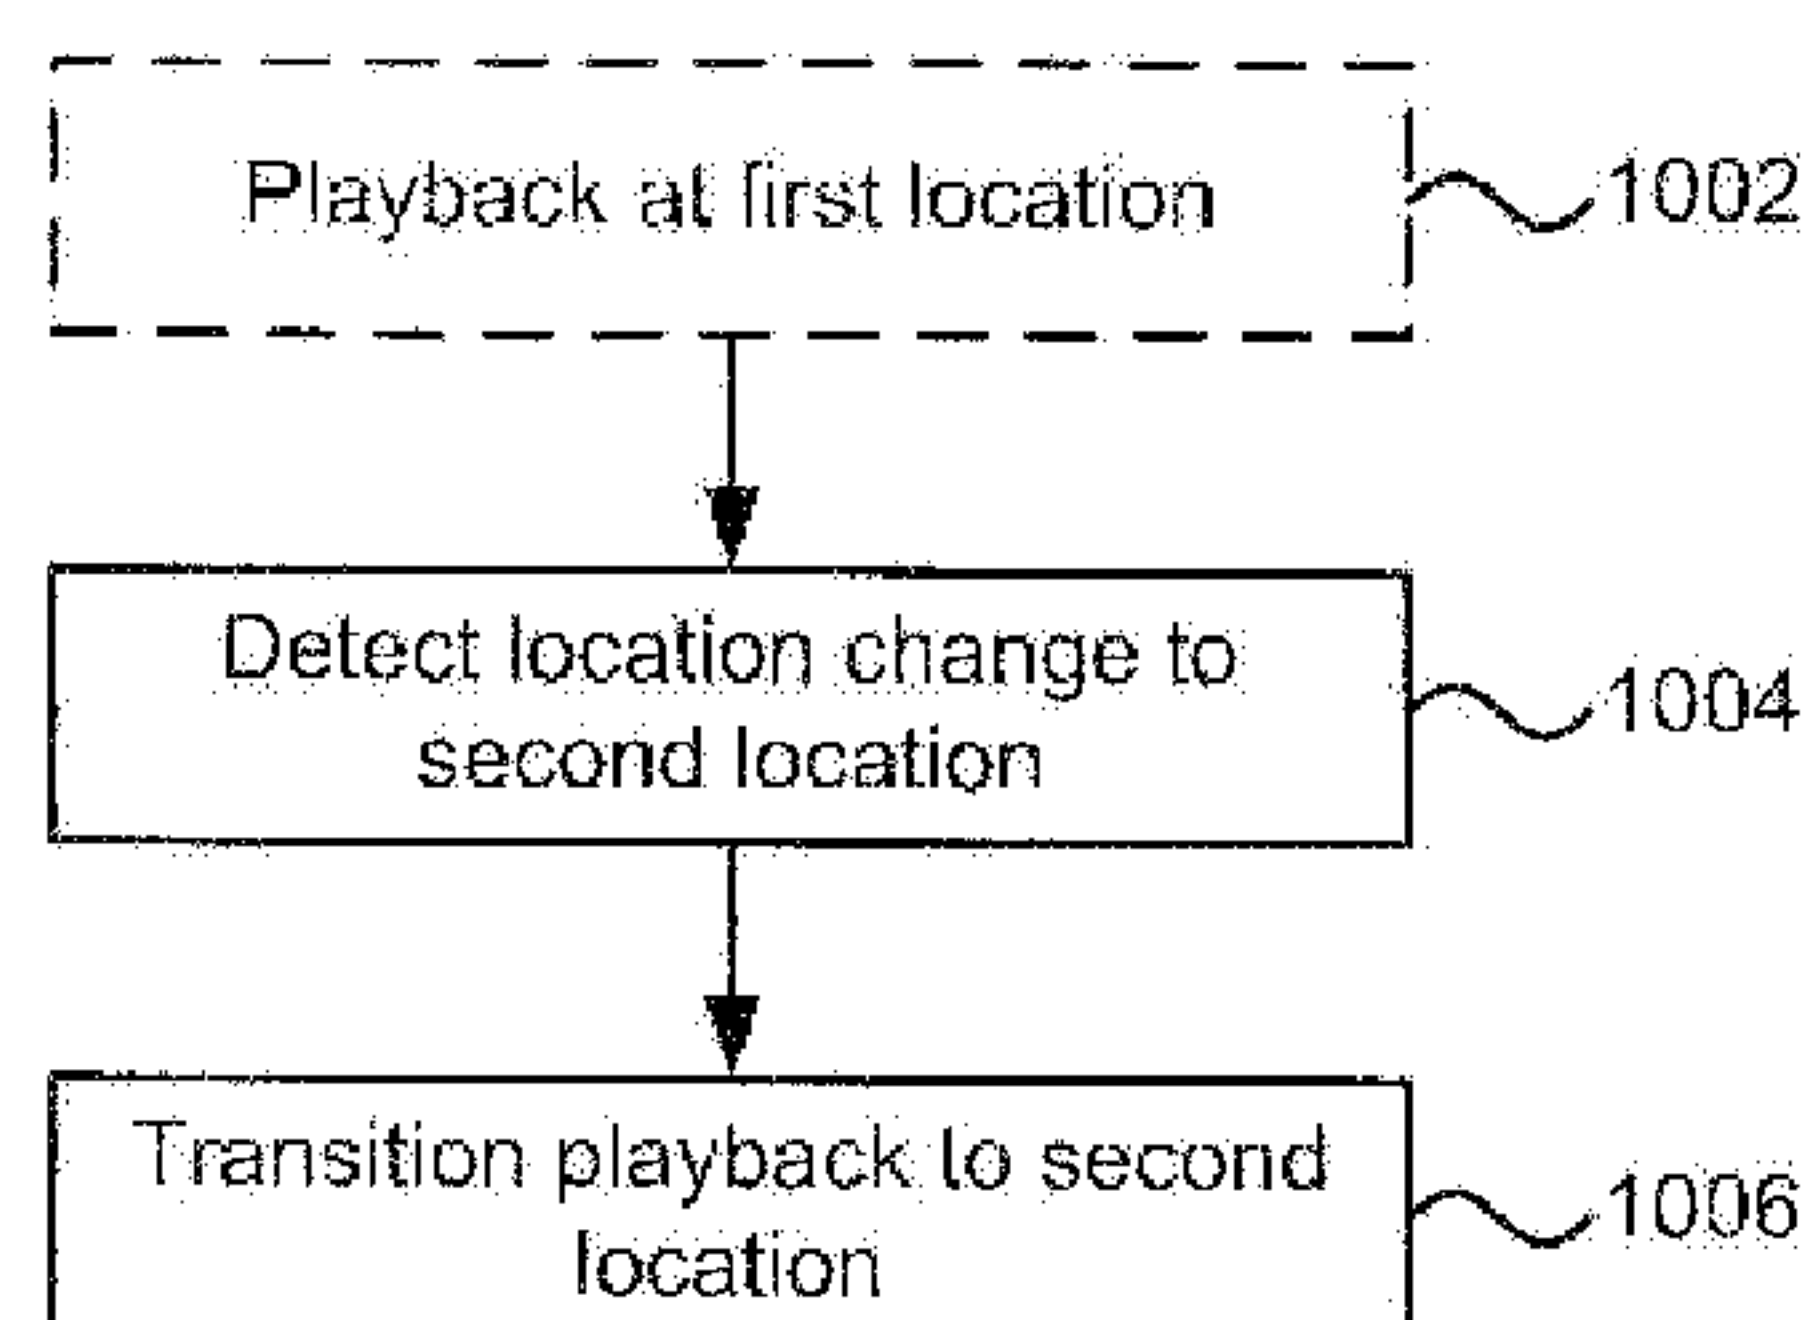 Playback at first location
1002
Detect location change to
second location
1004
Transition playback to second
location
1006